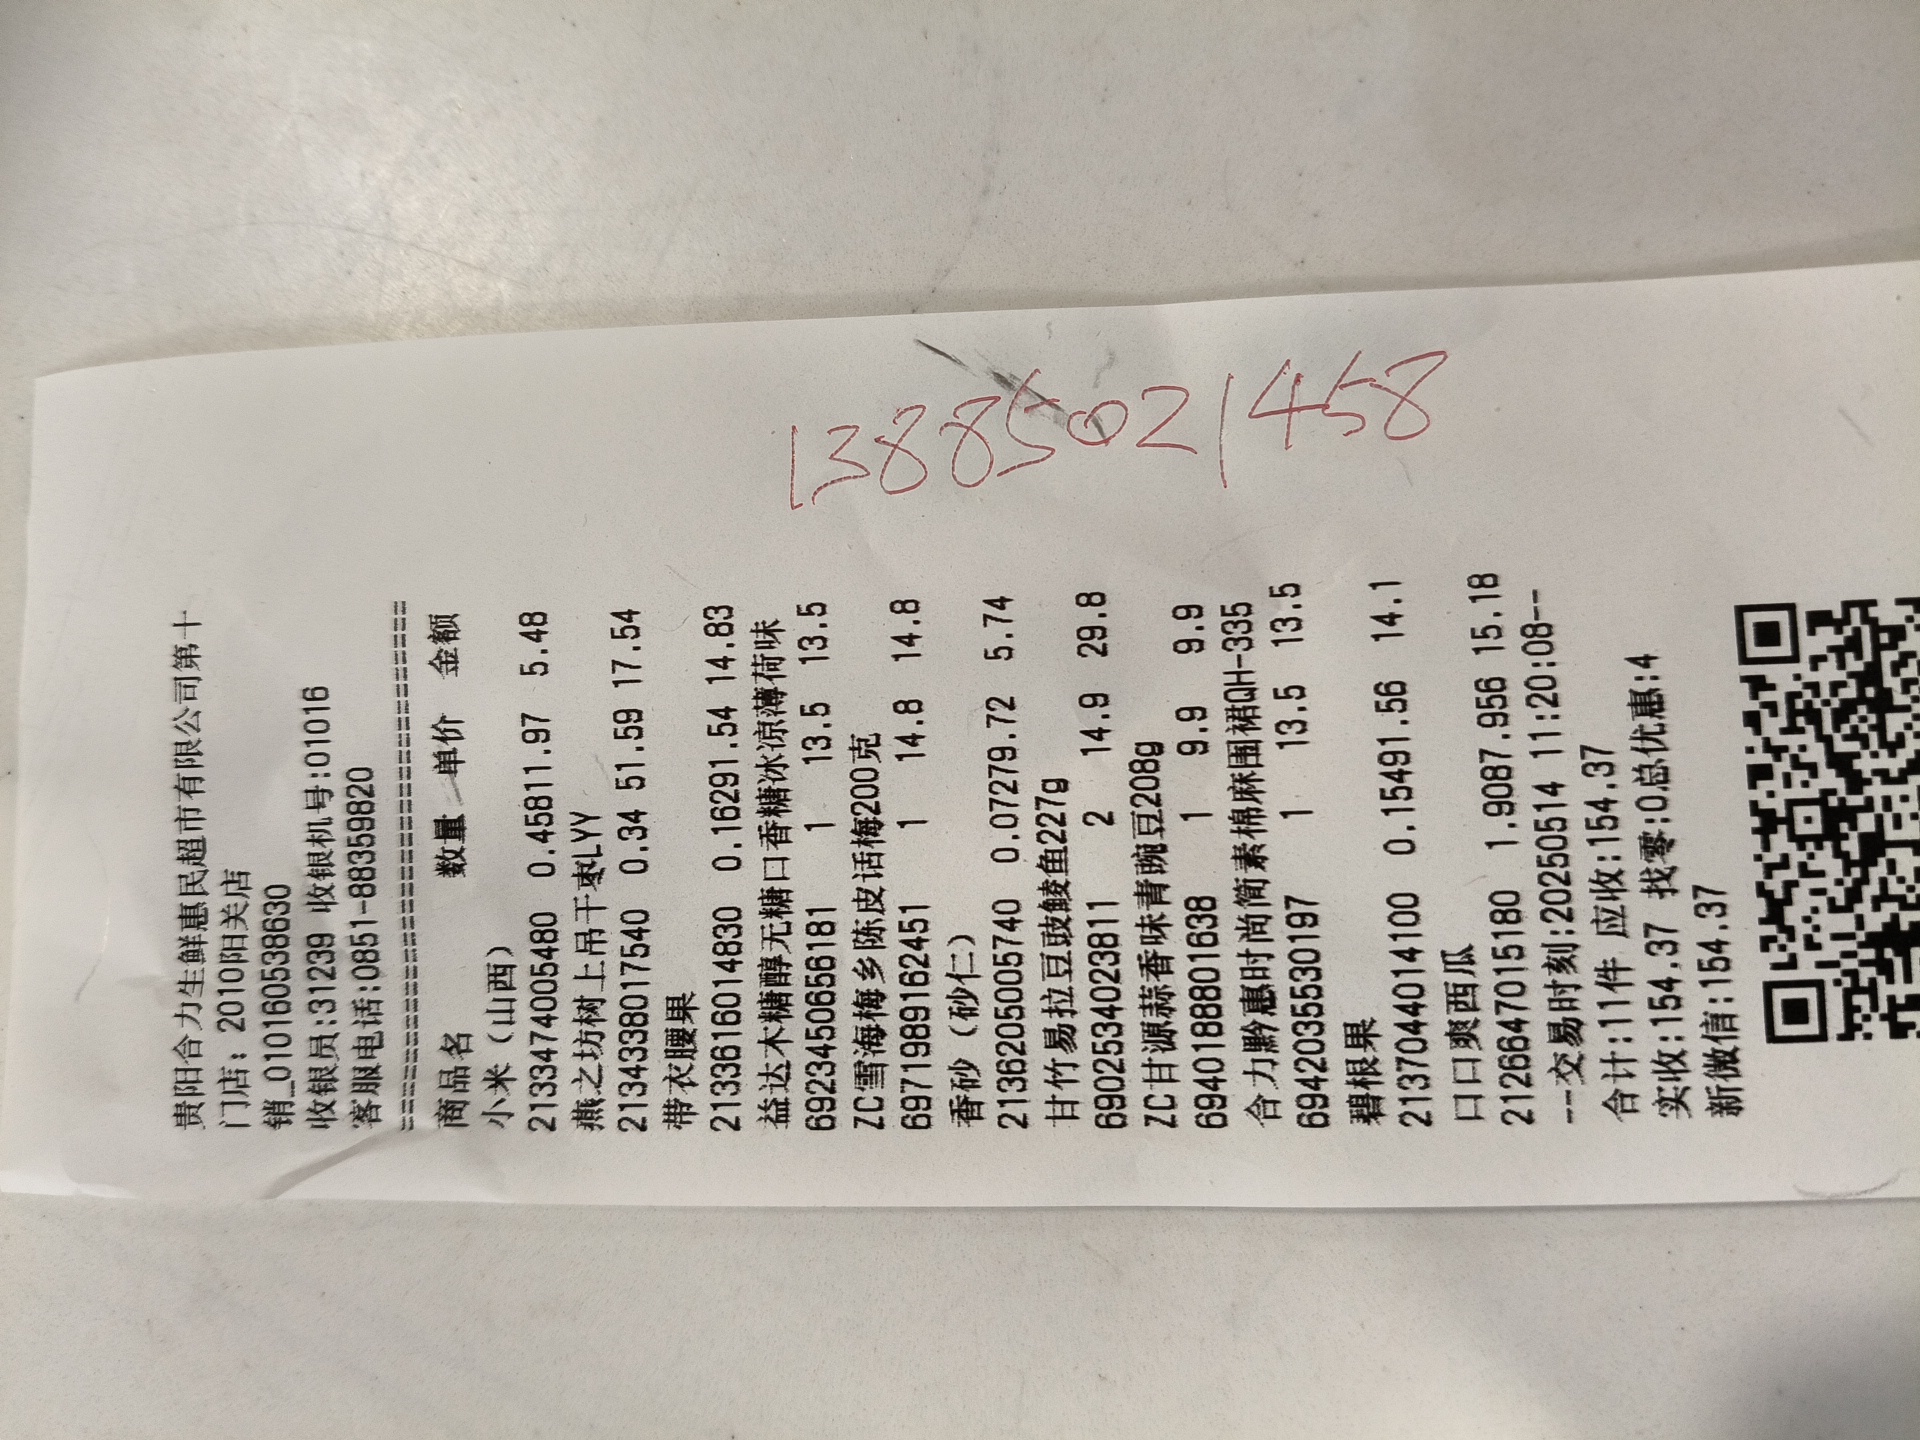 贵阳合力生鲜惠民超市有限公司第十
门店: 2010阳关店
销_010160538630
收银员:31239 收银机号:01016
客服电话:0851-88359820
==========================================
商品名 数量 单价 金额
小米（山西）
2133474005480 0.45811.97 5.48
燕之坊树上吊干枣LYY
2134338017540 0.34 51.59 17.54
带衣腰果
2133616014830 0.16291.54 14.83
益达木糖醇无糖口香糖冰凉薄荷味
6923450656181 1 13.5 13.5
ZC雪海梅乡陈皮话梅200克
6971989162451 1 14.8 14.8
香砂（砂仁）
2136205005740 0.07279.72 5.74
甘竹易拉豆豉鲮鱼227g
6902534023811 2 14.9 29.8
ZC甘源蒜香味青豌豆208g
6940188801638 1 9.9 9.9
合力黔惠时尚简素棉麻围裙QH-335
6942035530197 1 13.5 13.5
碧根果
2137044014100 0.15491.56 14.1
口口爽西瓜
2126647015180 1.9087.956 15.18
--交易时刻:20250514 11:20:08--
合计:11件 应收:154.37
实收:154.37 找零:0总优惠:4
新微信:154.37
13885021458